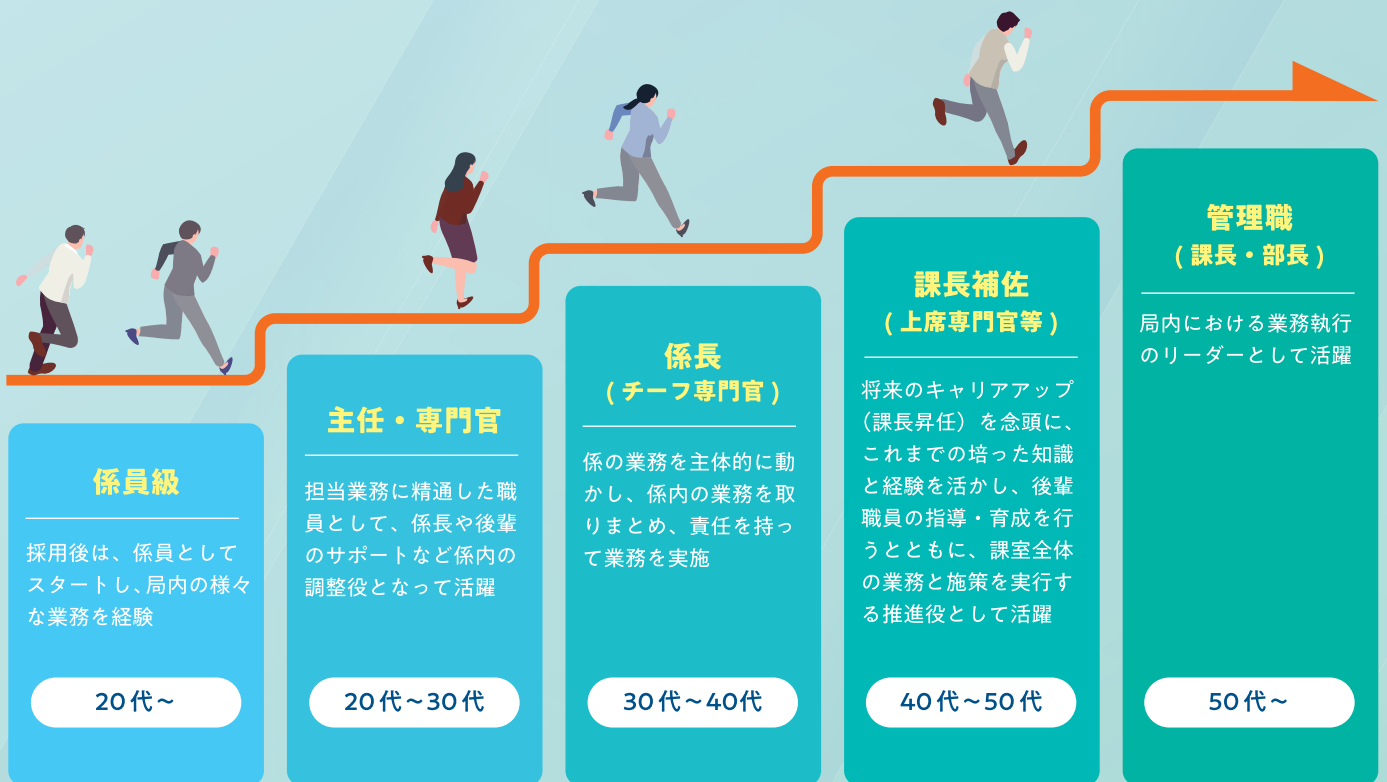 係員級
採用後は、係員として
スタートし、局内の様々
な業務を経験
20代～
主任・専門官
担当業務に精通した職
員として、係長や後輩
のサポートなど係内の
調整役となって活躍
20代～30代
係長
(チーフ専門官)
係の業務を主体的に動
かし、係内の業務を取
りまとめ、責任を持っ
て業務を実施
30代～40代
課長補佐
(上席専門官等)
将来のキャリアアップ
（課長昇任）を念頭に、
これまでの培った知識
と経験を活かし、後輩
職員の指導・育成を行
うとともに、課室全体
の業務と施策を実行す
る推進役として活躍
40代～50代
管理職
(課長・部長)
局内における業務執行
のリーダーとして活躍
50代～